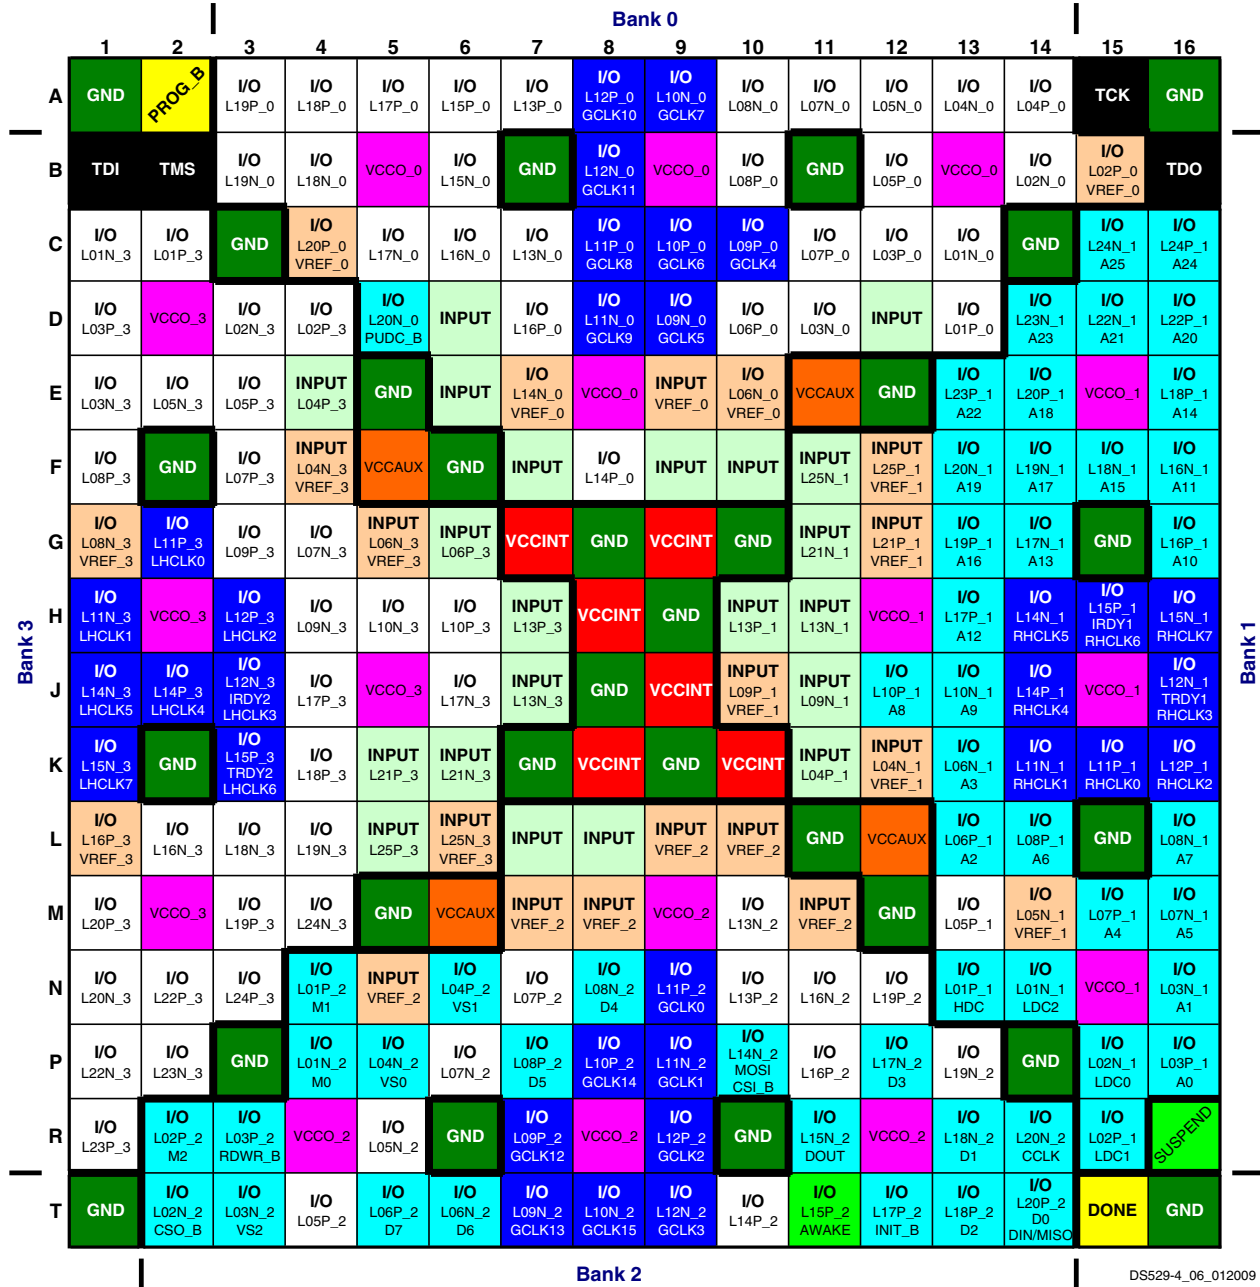 Bank 0
1 2 3 4 5 6 7 8 9 10 11 12 13 14 15 16
A GND PROG_B I/O L19P_0 I/O L18P_0 I/O L17P_0 I/O L15P_0 I/O L13P_0 I/O L12P_0 GCLK10 I/O L10N_0 GCLK7 I/O L08N_0 I/O L07N_0 I/O L05N_0 I/O L04N_0 I/O L04P_0 TCK GND
B TDI TMS I/O L19N_0 I/O L18N_0 VCCO_0 I/O L15N_0 GND I/O L12N_0 GCLK11 VCCO_0 I/O L08P_0 GND I/O L05P_0 VCCO_0 I/O L02N_0 I/O L02P_0 VREF_0 TDO
C I/O L01N_3 I/O L01P_3 GND I/O L20P_0 VREF_0 I/O L17N_0 I/O L16N_0 I/O L13N_0 I/O L11P_0 GCLK8 I/O L10P_0 GCLK6 I/O L09P_0 GCLK4 I/O L07P_0 I/O L03P_0 I/O L01N_0 GND I/O L24N_1 A25 I/O L24P_1 A24
D I/O L03P_3 VCCO_3 I/O L02N_3 I/O L02P_3 I/O L20N_0 PUDC_B INPUT I/O L16P_0 I/O L11N_0 GCLK9 I/O L09N_0 GCLK5 I/O L06P_0 I/O L03N_0 INPUT I/O L01P_0 I/O L23N_1 A23 I/O L22N_1 A21 I/O L22P_1 A20
E I/O L03N_3 I/O L05N_3 I/O L05P_3 INPUT L04P_3 GND INPUT I/O L14N_0 VREF_0 VCCO_0 INPUT VREF_0 I/O L06N_0 VREF_0 VCCAUX GND I/O L23P_1 A22 I/O L20P_1 A18 VCCO_1 I/O L18P_1 A14
F I/O L08P_3 GND I/O L07P_3 INPUT L04N_3 VREF_3 VCCAUX GND INPUT I/O L14P_0 INPUT INPUT INPUT L25N_1 INPUT L25P_1 VREF_1 I/O L20N_1 A19 I/O L19N_1 A17 I/O L18N_1 A15 I/O L16N_1 A11
G I/O L08N_3 VREF_3 I/O L11P_3 LHCLK0 I/O L09P_3 I/O L07N_3 INPUT L06N_3 VREF_3 INPUT L06P_3 VCCINT GND VCCINT GND INPUT L21N_1 INPUT L21P_1 VREF_1 I/O L19P_1 A16 I/O L17N_1 A13 GND I/O L16P_1 A10
Bank 3
H I/O L11N_3 LHCLK1 VCCO_3 I/O L12P_3 LHCLK2 I/O L09N_3 I/O L10N_3 I/O L10P_3 INPUT L13P_3 VCCINT GND INPUT L13P_1 INPUT L13N_1 VCCO_1 I/O L17P_1 A12 I/O L14N_1 RHCLK5 I/O L15P_1 IRDY1 RHCLK6 I/O L15N_1 RHCLK7
Bank 1
J I/O L14N_3 LHCLK5 I/O L14P_3 LHCLK4 I/O L12N_3 IRDY2 LHCLK3 I/O L17P_3 VCCO_3 I/O L17N_3 INPUT L13N_3 GND VCCINT INPUT L09P_1 VREF_1 INPUT L09N_1 I/O L10P_1 A8 I/O L10N_1 A9 I/O L14P_1 RHCLK4 VCCO_1 I/O L12N_1 TRDY1 RHCLK3
K I/O L15N_3 LHCLK7 GND I/O L15P_3 TRDY2 LHCLK6 I/O L18P_3 INPUT L21P_3 INPUT L21N_3 GND VCCINT GND VCCINT INPUT L04P_1 INPUT L04N_1 VREF_1 I/O L06N_1 A3 I/O L11N_1 RHCLK1 I/O L11P_1 RHCLK0 I/O L12P_1 RHCLK2
L I/O L16P_3 VREF_3 I/O L16N_3 I/O L18N_3 I/O L19N_3 INPUT L25P_3 INPUT L25N_3 VREF_3 INPUT INPUT INPUT VREF_2 INPUT VREF_2 GND VCCAUX I/O L06P_1 A2 I/O L08P_1 A6 GND I/O L08N_1 A7
M I/O L20P_3 VCCO_3 I/O L19P_3 I/O L24N_3 GND VCCAUX INPUT VREF_2 INPUT VREF_2 VCCO_2 I/O L13N_2 INPUT VREF_2 GND I/O L05P_1 I/O L05N_1 VREF_1 I/O L07P_1 A4 I/O L07N_1 A5
N I/O L20N_3 I/O L22P_3 I/O L24P_3 I/O L01P_2 M1 INPUT VREF_2 I/O L04P_2 VS1 I/O L07P_2 I/O L08N_2 D4 I/O L11P_2 GCLK0 I/O L13P_2 I/O L16N_2 I/O L19P_2 I/O L01P_1 HDC I/O L01N_1 LDC2 VCCO_1 I/O L03N_1 A1
P I/O L22N_3 I/O L23N_3 GND I/O L01N_2 M0 I/O L04N_2 VS0 I/O L07N_2 I/O L08P_2 D5 I/O L10P_2 GCLK14 I/O L11N_2 GCLK1 I/O L14N_2 MOSI CSI_B I/O L16P_2 I/O L17N_2 D3 I/O L19N_2 GND I/O L02N_1 LDC0 I/O L03P_1 A0
R I/O L23P_3 I/O L02P_2 M2 I/O L03P_2 RDWR_B VCCO_2 I/O L05N_2 GND I/O L09P_2 GCLK12 VCCO_2 I/O L12P_2 GCLK2 GND I/O L15N_2 DOUT VCCO_2 I/O L18N_2 D1 I/O L20N_2 CCLK I/O L02P_1 LDC1 SUSPEND
T GND I/O L02N_2 CSO_B I/O L03N_2 VS2 I/O L05P_2 I/O L06P_2 D7 I/O L06N_2 D6 I/O L09N_2 GCLK13 I/O L10N_2 GCLK15 I/O L12N_2 GCLK3 I/O L14P_2 I/O L15P_2 AWAKE I/O L17P_2 INIT_B I/O L18P_2 D2 I/O L20P_2 D0 DIN/MISO DONE GND
Bank 2
DS529-4_06_012009